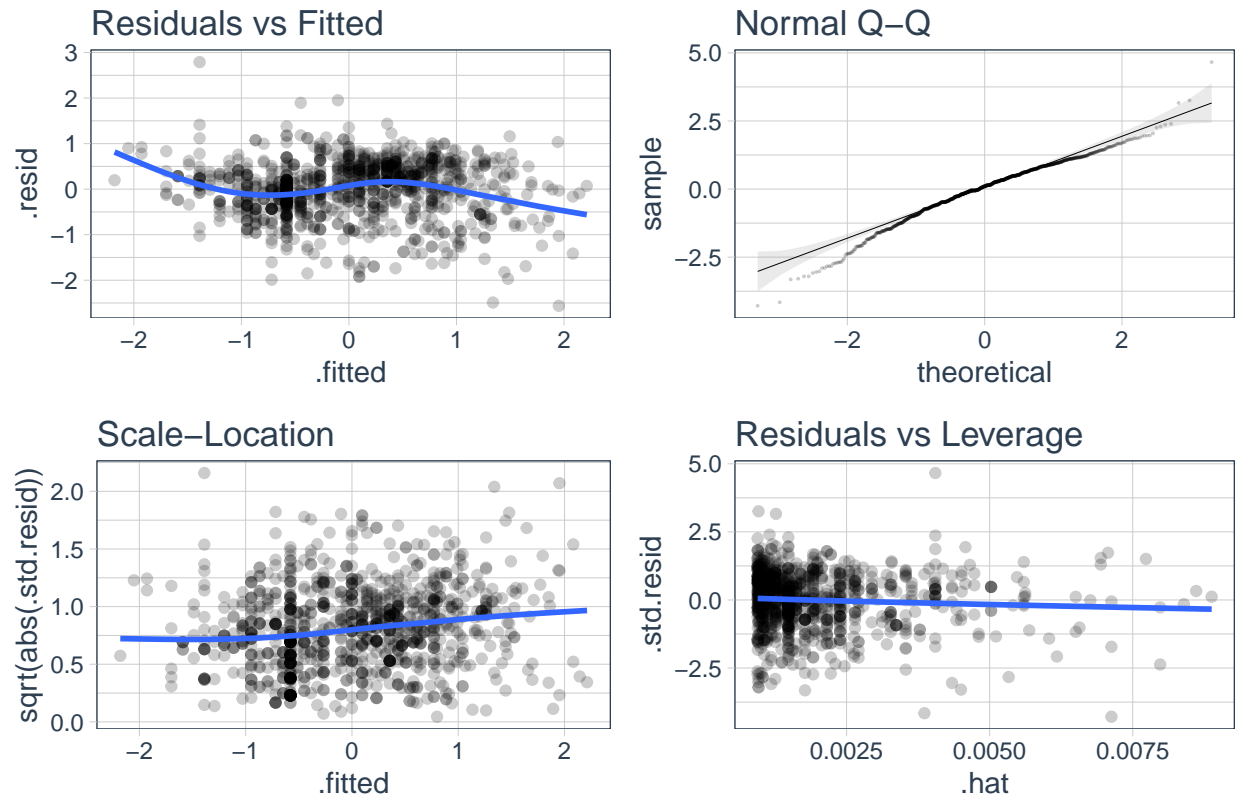 Residuals vs Fitted
3
2
1
0
−1
−2
.resid
−2
−1
0
1
2
.fitted
Normal Q−Q
5.0
2.5
0.0
−2.5
sample
−2
0
2
theoretical
Scale−Location
2.0
1.5
1.0
0.5
0.0
sqrt(abs(.std.resid))
−2
−1
0
1
2
.fitted
Residuals vs Leverage
5.0
2.5
0.0
−2.5
.std.resid
0.0025
0.0050
0.0075
.hat